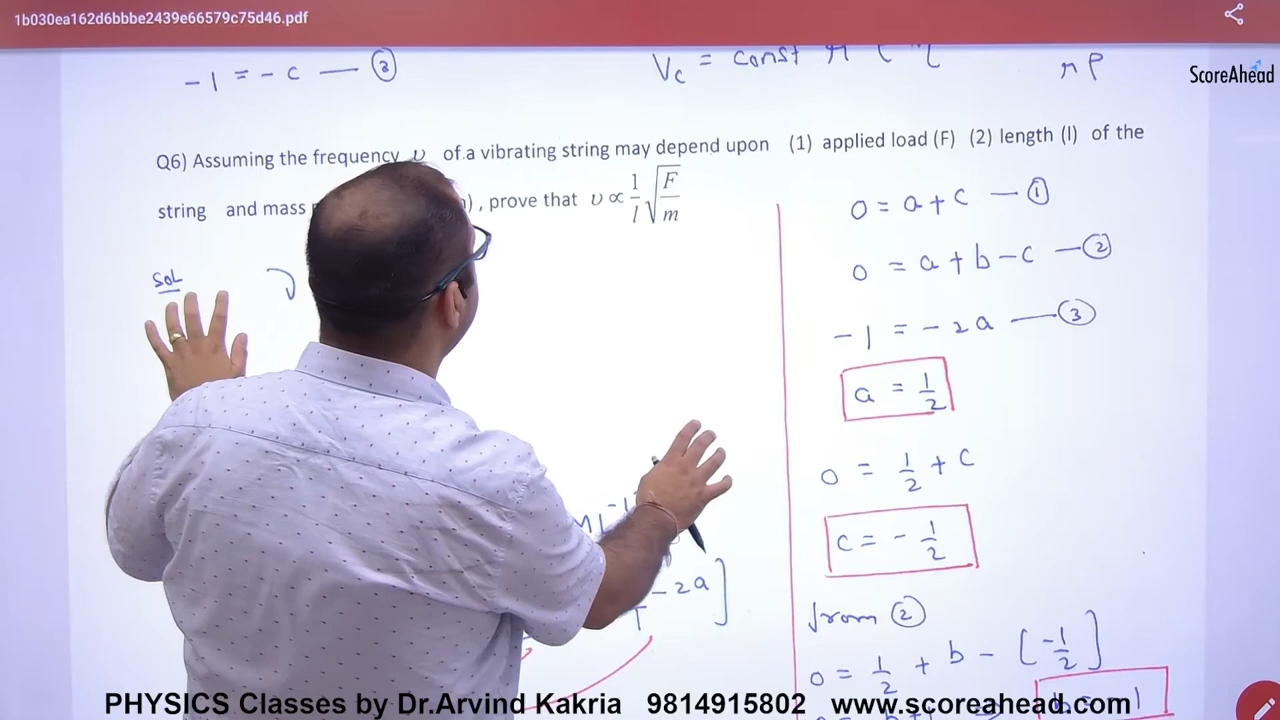 1b030ea162d6bbbe2439e66579c75d46.pdf
-1 = -c — ③
Vc = const
ScoreAhead
Q6) Assuming the frequency υ of a vibrating string may depend upon (1) applied load (F) (2) length (l) of the
string and mass , prove that υ ∝ 1/l √F/m
Sol
0 = a + c — ①
0 = a + b - c — ②
-1 = -2a — ③
a = 1/2
0 = 1/2 + c
c = -1/2
-2a]
from ②
0 = 1/2 + b - [-1/2]
PHYSICS Classes by Dr.Arvind Kakria 9814915802 www.scoreahead.com